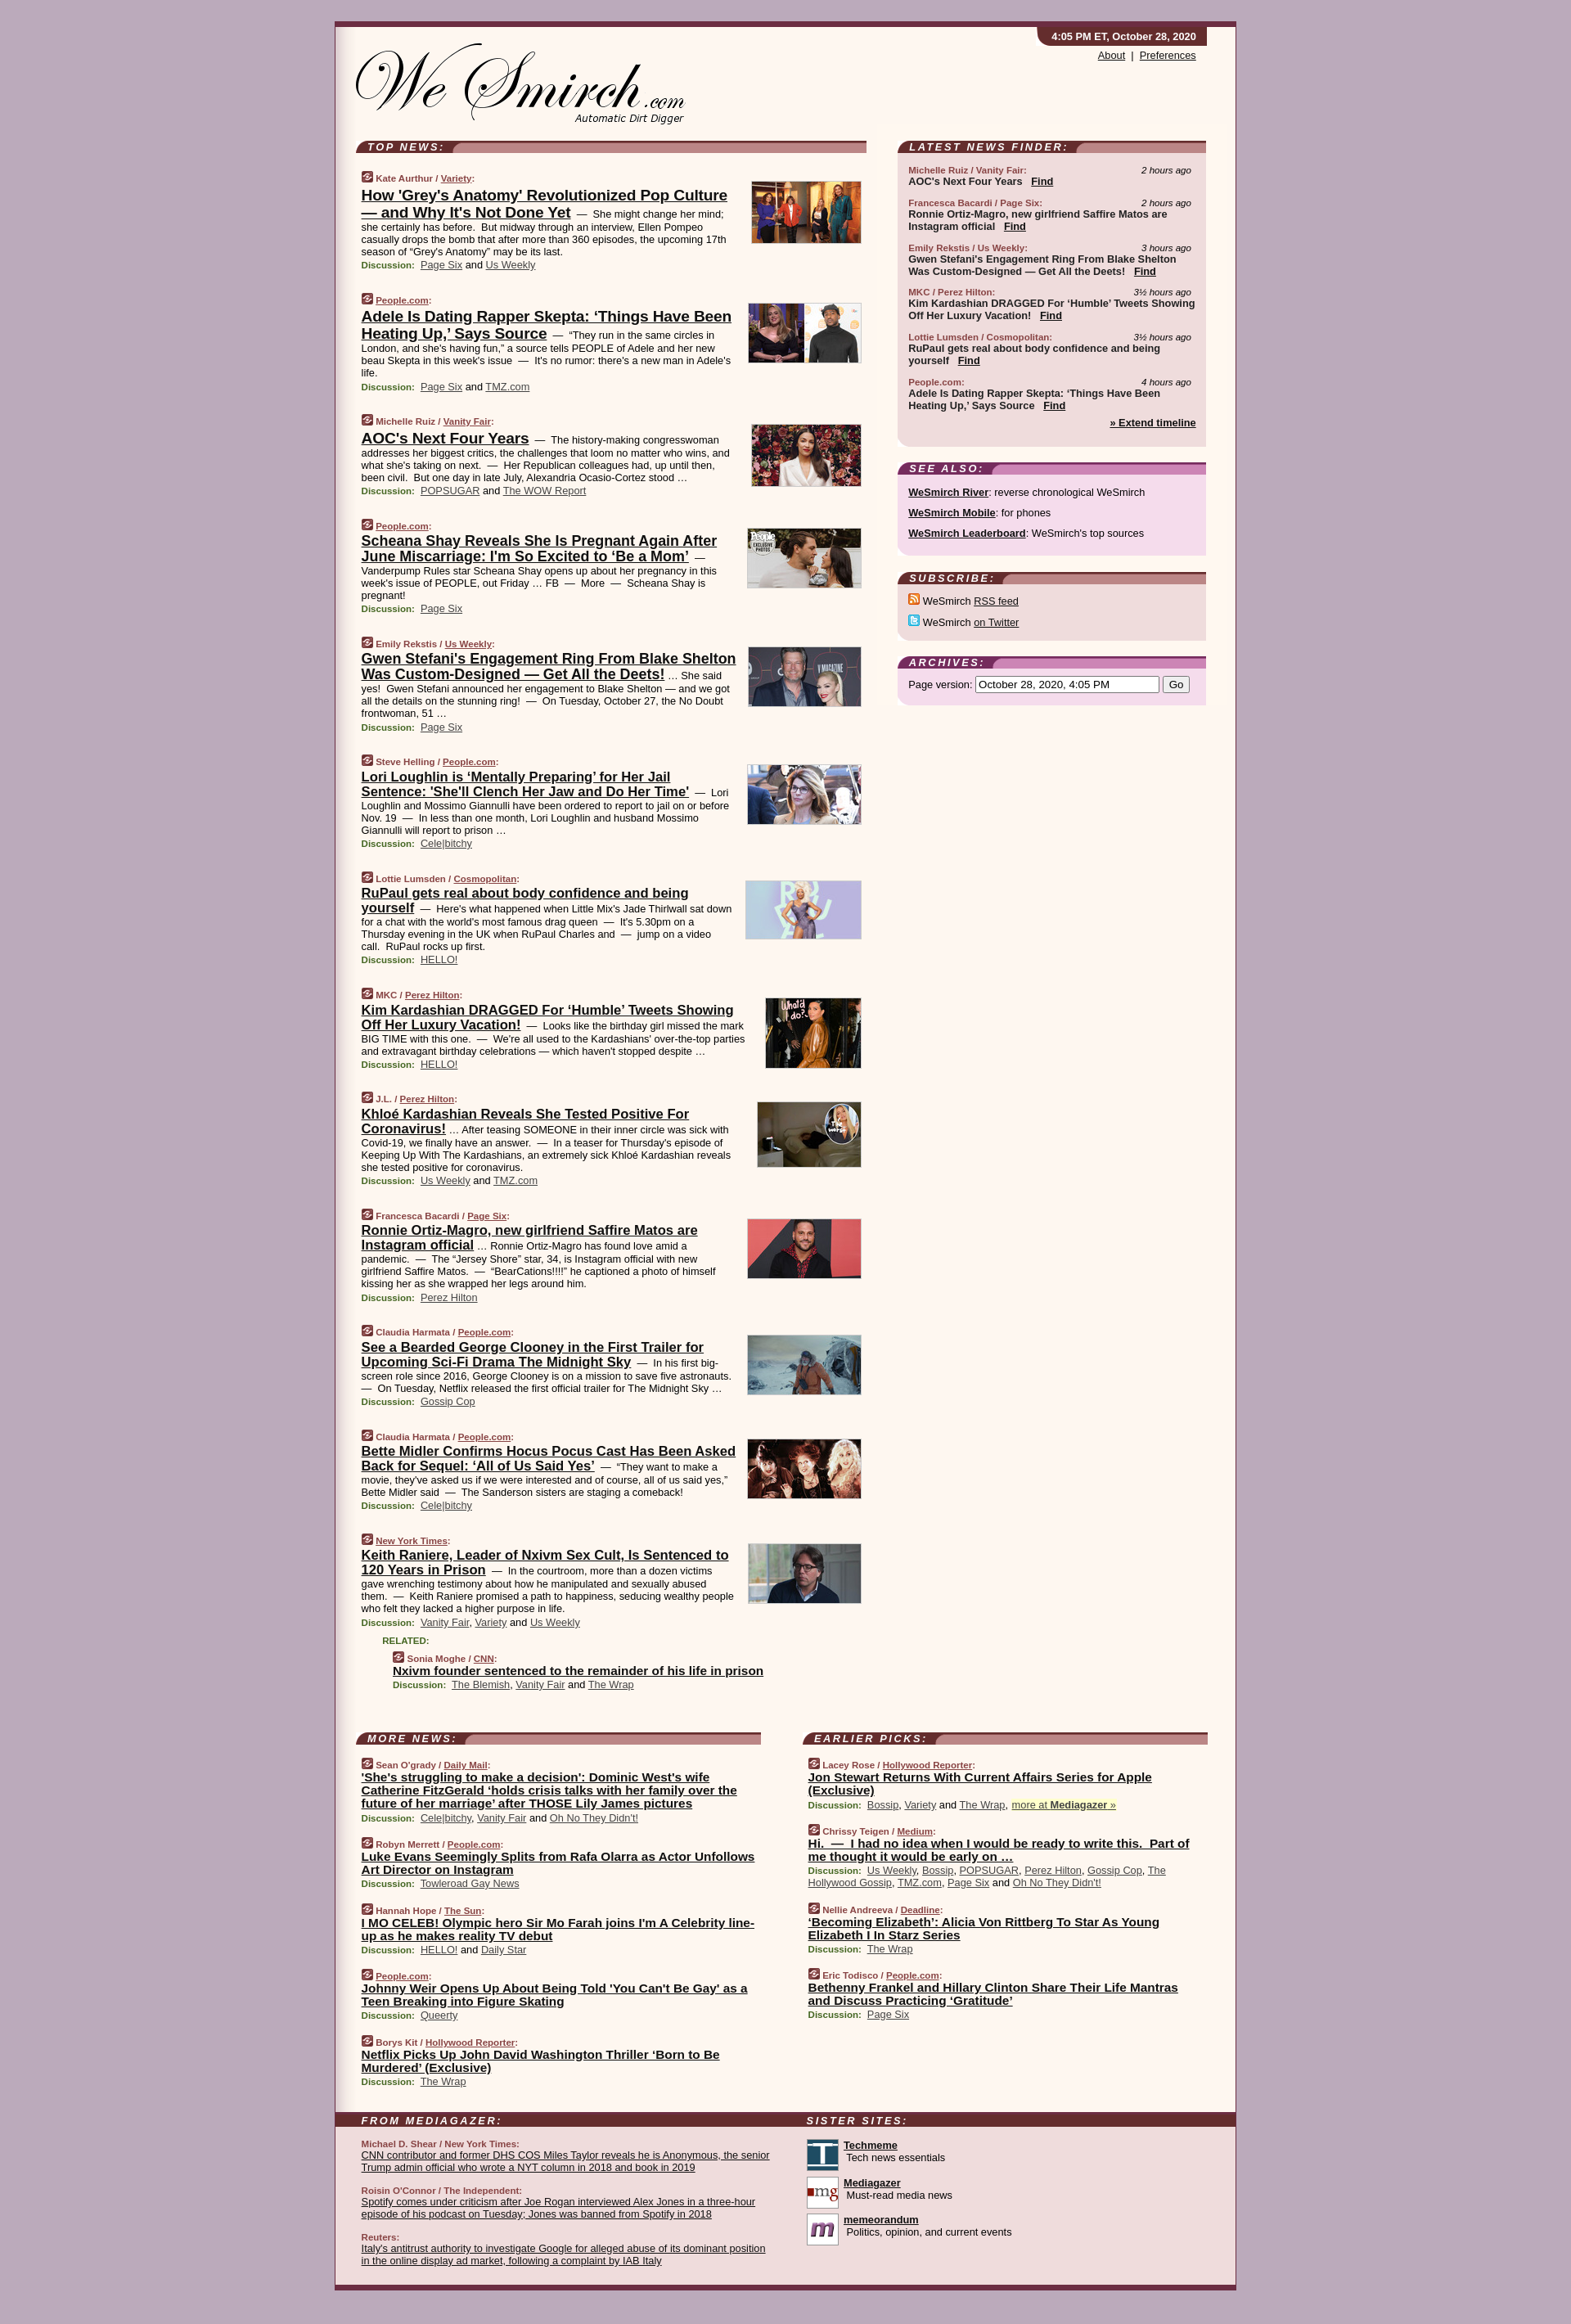 4:05 PM ET, October 28, 2020
About | Preferences
We Smirch.com
Automatic Dirt Digger
TOP NEWS:
Kate Aurthur / Variety:
How 'Grey's Anatomy' Revolutionized Pop Culture
— and Why It's Not Done Yet — She might change her mind;
she certainly has before. But midway through an interview, Ellen Pompeo
casually drops the bomb that after more than 360 episodes, the upcoming 17th
season of “Grey's Anatomy” may be its last.
Discussion: Page Six and Us Weekly
People.com:
Adele Is Dating Rapper Skepta: ‘Things Have Been
Heating Up,’ Says Source — “They run in the same circles in
London, and she's having fun,” a source tells PEOPLE of Adele and her new
beau Skepta in this week's issue — It's no rumor: there's a new man in Adele's
life.
Discussion: Page Six and TMZ.com
Michelle Ruiz / Vanity Fair:
AOC's Next Four Years — The history-making congresswoman
addresses her biggest critics, the challenges that loom no matter who wins, and
what she's taking on next. — Her Republican colleagues had, up until then,
been civil. But one day in late July, Alexandria Ocasio-Cortez stood …
Discussion: POPSUGAR and The WOW Report
People.com:
Scheana Shay Reveals She Is Pregnant Again After
June Miscarriage: I'm So Excited to ‘Be a Mom’ —
Vanderpump Rules star Scheana Shay opens up about her pregnancy in this
week's issue of PEOPLE, out Friday … FB — More — Scheana Shay is
pregnant!
Discussion: Page Six
People
EXCLUSIVE
PHOTOS
Emily Rekstis / Us Weekly:
Gwen Stefani's Engagement Ring From Blake Shelton
Was Custom-Designed — Get All the Deets! … She said
yes! Gwen Stefani announced her engagement to Blake Shelton — and we got
all the details on the stunning ring! — On Tuesday, October 27, the No Doubt
frontwoman, 51 …
Discussion: Page Six
V MAGAZINE
Steve Helling / People.com:
Lori Loughlin is ‘Mentally Preparing’ for Her Jail
Sentence: 'She'll Clench Her Jaw and Do Her Time' — Lori
Loughlin and Mossimo Giannulli have been ordered to report to jail on or before
Nov. 19 — In less than one month, Lori Loughlin and husband Mossimo
Giannulli will report to prison …
Discussion: Cele|bitchy
Lottie Lumsden / Cosmopolitan:
RuPaul gets real about body confidence and being
yourself — Here's what happened when Little Mix's Jade Thirlwall sat down
for a chat with the world's most famous drag queen — It's 5.30pm on a
Thursday evening in the UK when RuPaul Charles and — jump on a video
call. RuPaul rocks up first.
Discussion: HELLO!
MKC / Perez Hilton:
Kim Kardashian DRAGGED For ‘Humble’ Tweets Showing
Off Her Luxury Vacation! — Looks like the birthday girl missed the mark
BIG TIME with this one. — We're all used to the Kardashians' over-the-top parties
and extravagant birthday celebrations — which haven't stopped despite …
Discussion: HELLO!
What'd
I do?
J.L. / Perez Hilton:
Khloé Kardashian Reveals She Tested Positive For
Coronavirus! … After teasing SOMEONE in their inner circle was sick with
Covid-19, we finally have an answer. — In a teaser for Thursday's episode of
Keeping Up With The Kardashians, an extremely sick Khloé Kardashian reveals
she tested positive for coronavirus.
Discussion: Us Weekly and TMZ.com
Francesca Bacardi / Page Six:
Ronnie Ortiz-Magro, new girlfriend Saffire Matos are
Instagram official … Ronnie Ortiz-Magro has found love amid a
pandemic. — The “Jersey Shore” star, 34, is Instagram official with new
girlfriend Saffire Matos. — “BearCations!!!!” he captioned a photo of himself
kissing her as she wrapped her legs around him.
Discussion: Perez Hilton
Claudia Harmata / People.com:
See a Bearded George Clooney in the First Trailer for
Upcoming Sci-Fi Drama The Midnight Sky — In his first big-
screen role since 2016, George Clooney is on a mission to save five astronauts.
— On Tuesday, Netflix released the first official trailer for The Midnight Sky …
Discussion: Gossip Cop
Claudia Harmata / People.com:
Bette Midler Confirms Hocus Pocus Cast Has Been Asked
Back for Sequel: ‘All of Us Said Yes’ — “They want to make a
movie, they've asked us if we were interested and of course, all of us said yes,”
Bette Midler said — The Sanderson sisters are staging a comeback!
Discussion: Cele|bitchy
New York Times:
Keith Raniere, Leader of Nxivm Sex Cult, Is Sentenced to
120 Years in Prison — In the courtroom, more than a dozen victims
gave wrenching testimony about how he manipulated and sexually abused
them. — Keith Raniere promised a path to happiness, seducing wealthy people
who felt they lacked a higher purpose in life.
Discussion: Vanity Fair, Variety and Us Weekly
RELATED:
Sonia Moghe / CNN:
Nxivm founder sentenced to the remainder of his life in prison
Discussion: The Blemish, Vanity Fair and The Wrap
LATEST NEWS FINDER:
Michelle Ruiz / Vanity Fair: 2 hours ago
AOC's Next Four Years Find
Francesca Bacardi / Page Six: 2 hours ago
Ronnie Ortiz-Magro, new girlfriend Saffire Matos are
Instagram official Find
Emily Rekstis / Us Weekly: 3 hours ago
Gwen Stefani's Engagement Ring From Blake Shelton
Was Custom-Designed — Get All the Deets! Find
MKC / Perez Hilton: 3½ hours ago
Kim Kardashian DRAGGED For ‘Humble’ Tweets Showing
Off Her Luxury Vacation! Find
Lottie Lumsden / Cosmopolitan: 3½ hours ago
RuPaul gets real about body confidence and being
yourself Find
People.com: 4 hours ago
Adele Is Dating Rapper Skepta: ‘Things Have Been
Heating Up,’ Says Source Find
» Extend timeline
SEE ALSO:
WeSmirch River: reverse chronological WeSmirch
WeSmirch Mobile: for phones
WeSmirch Leaderboard: WeSmirch's top sources
SUBSCRIBE:
WeSmirch RSS feed
WeSmirch on Twitter
ARCHIVES:
Page version: October 28, 2020, 4:05 PM Go
MORE NEWS:
Sean O'grady / Daily Mail:
'She's struggling to make a decision': Dominic West's wife
Catherine FitzGerald ‘holds crisis talks with her family over the
future of her marriage’ after THOSE Lily James pictures
Discussion: Cele|bitchy, Vanity Fair and Oh No They Didn't!
Robyn Merrett / People.com:
Luke Evans Seemingly Splits from Rafa Olarra as Actor Unfollows
Art Director on Instagram
Discussion: Towleroad Gay News
Hannah Hope / The Sun:
I MO CELEB! Olympic hero Sir Mo Farah joins I'm A Celebrity line-
up as he makes reality TV debut
Discussion: HELLO! and Daily Star
People.com:
Johnny Weir Opens Up About Being Told 'You Can't Be Gay' as a
Teen Breaking into Figure Skating
Discussion: Queerty
Borys Kit / Hollywood Reporter:
Netflix Picks Up John David Washington Thriller ‘Born to Be
Murdered’ (Exclusive)
Discussion: The Wrap
EARLIER PICKS:
Lacey Rose / Hollywood Reporter:
Jon Stewart Returns With Current Affairs Series for Apple
(Exclusive)
Discussion: Bossip, Variety and The Wrap, more at Mediagazer »
Chrissy Teigen / Medium:
Hi. — I had no idea when I would be ready to write this. Part of
me thought it would be early on …
Discussion: Us Weekly, Bossip, POPSUGAR, Perez Hilton, Gossip Cop, The
Hollywood Gossip, TMZ.com, Page Six and Oh No They Didn't!
Nellie Andreeva / Deadline:
‘Becoming Elizabeth’: Alicia Von Rittberg To Star As Young
Elizabeth I In Starz Series
Discussion: The Wrap
Eric Todisco / People.com:
Bethenny Frankel and Hillary Clinton Share Their Life Mantras
and Discuss Practicing ‘Gratitude’
Discussion: Page Six
FROM MEDIAGAZER:
Michael D. Shear / New York Times:
CNN contributor and former DHS COS Miles Taylor reveals he is Anonymous, the senior
Trump admin official who wrote a NYT column in 2018 and book in 2019
Roisin O'Connor / The Independent:
Spotify comes under criticism after Joe Rogan interviewed Alex Jones in a three-hour
episode of his podcast on Tuesday; Jones was banned from Spotify in 2018
Reuters:
Italy's antitrust authority to investigate Google for alleged abuse of its dominant position
in the online display ad market, following a complaint by IAB Italy
SISTER SITES:
T
Techmeme
Tech news essentials
mg
Mediagazer
Must-read media news
m
memeorandum
Politics, opinion, and current events